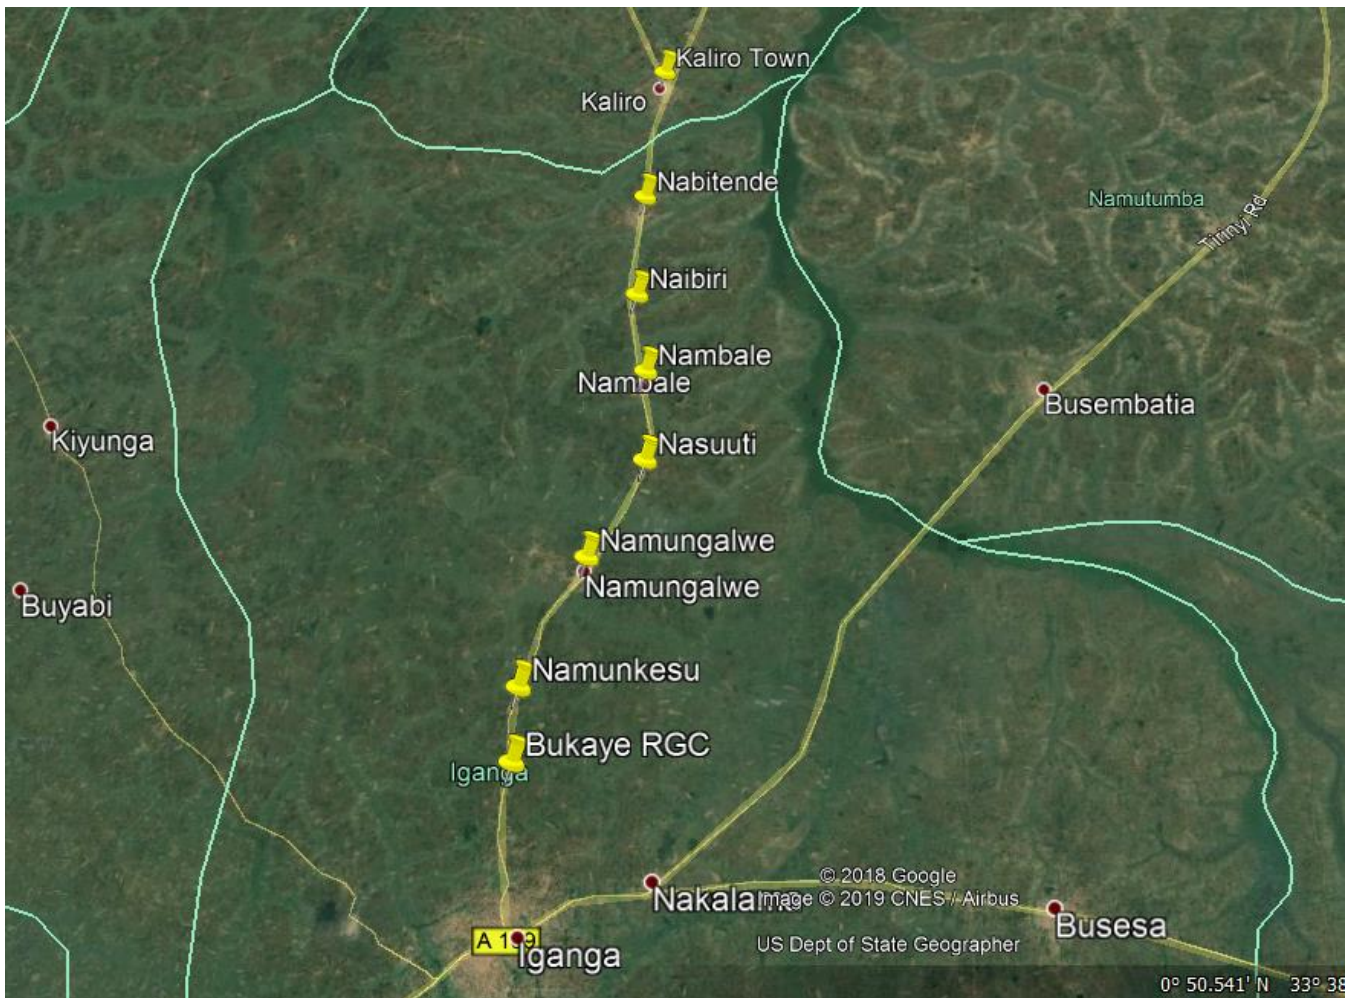 Kaliro Town
Kaliro
Nabitende
Namutumba
Tirinyi Rd
Naibiri
Nambale
Nambale
Busembatia
Kiyunga
Nasuuti
Namungalwe
Namungalwe
Buyabi
Namunkesu
Bukaye RGC
Iganga
© 2018 Google
Image © 2019 CNES / Airbus
Nakalama
Busesa
A 109
Iganga
US Dept of State Geographer
0° 50.541' N 33° 38